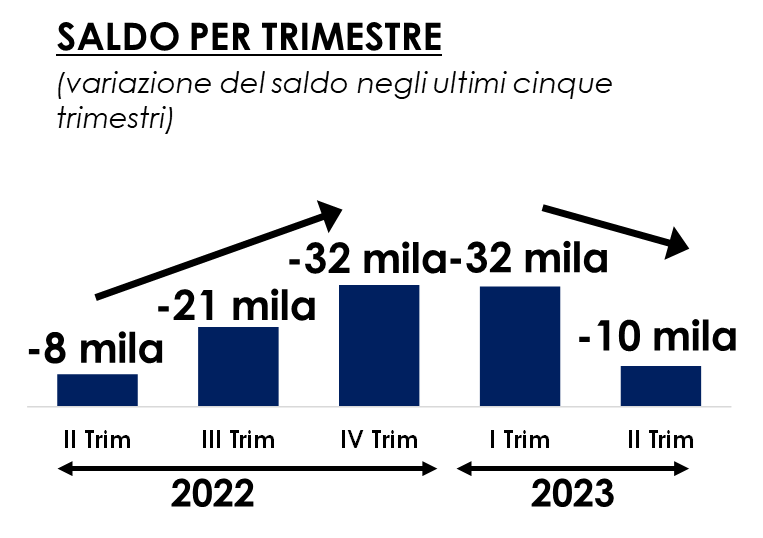 SALDO PER TRIMESTRE
(variazione del saldo negli ultimi cinque
trimestri)
-32 mila -32 mila
-21 mila
-10 mila
-8 mila
II Trim III Trim IV Trim I Trim II Trim
2022 2023